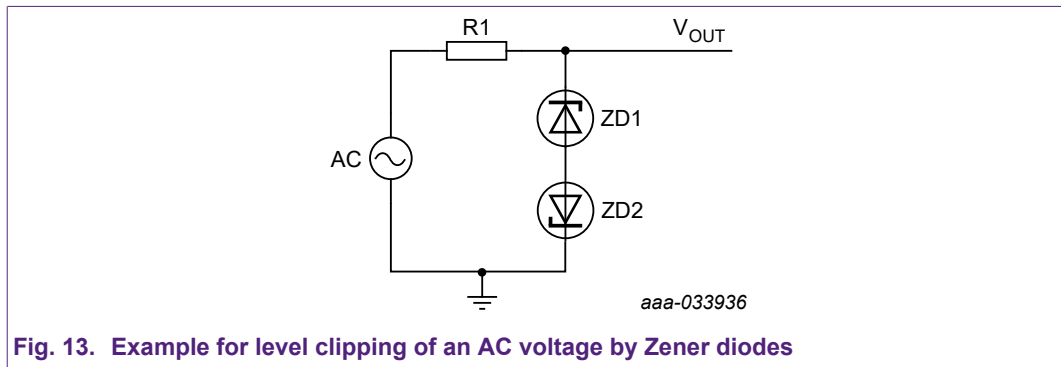 R1
V_OUT
ZD1
AC
ZD2
aaa-033936
Fig. 13. Example for level clipping of an AC voltage by Zener diodes